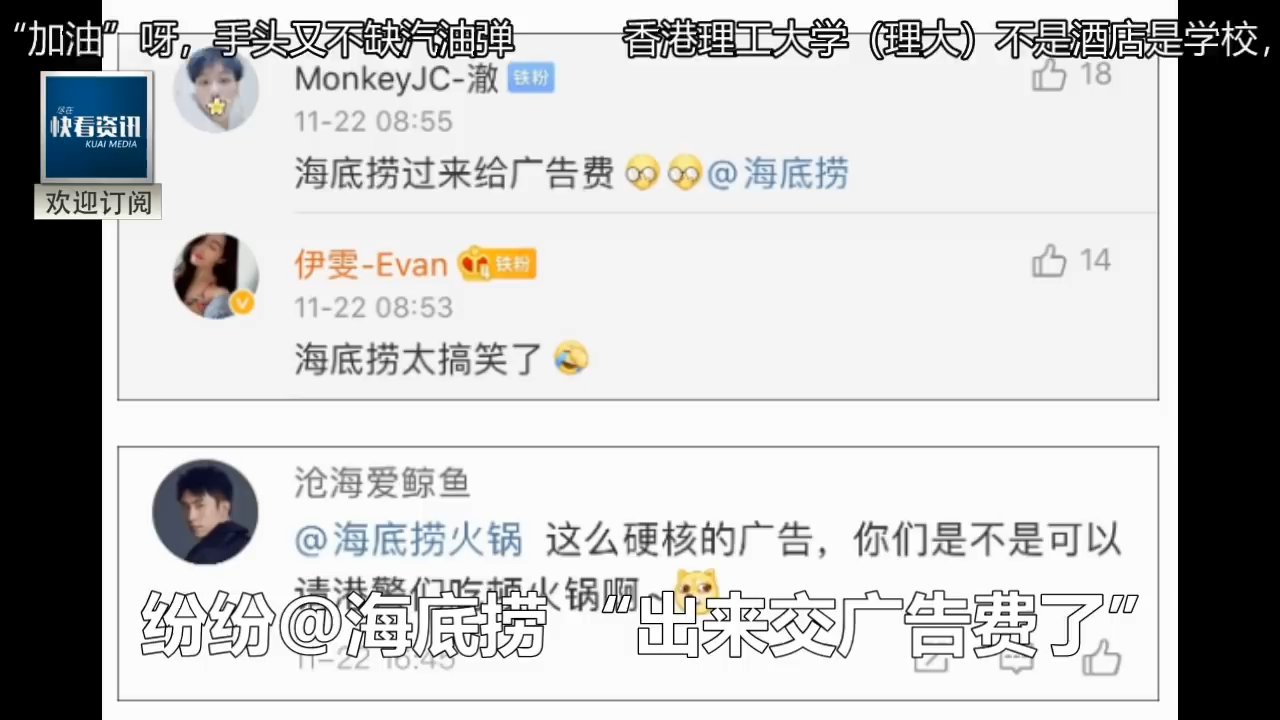 “加油”呀，手头又不缺汽油弹
香港理工大学（理大）不是酒店是学校，
MonkeyJC-澈 铁粉
18
11-22 08:55
海底捞过来给广告费 @海底捞
尽在
快看资讯
KUAI MEDIA
欢迎订阅
伊雯-Evan 铁粉
14
11-22 08:53
海底捞太搞笑了
沧海爱鲸鱼
@海底捞火锅 这么硬核的广告，你们是不是可以
请港警们吃顿火锅啊~
纷纷@海底捞 “出来交广告费了”
11-22 16:45